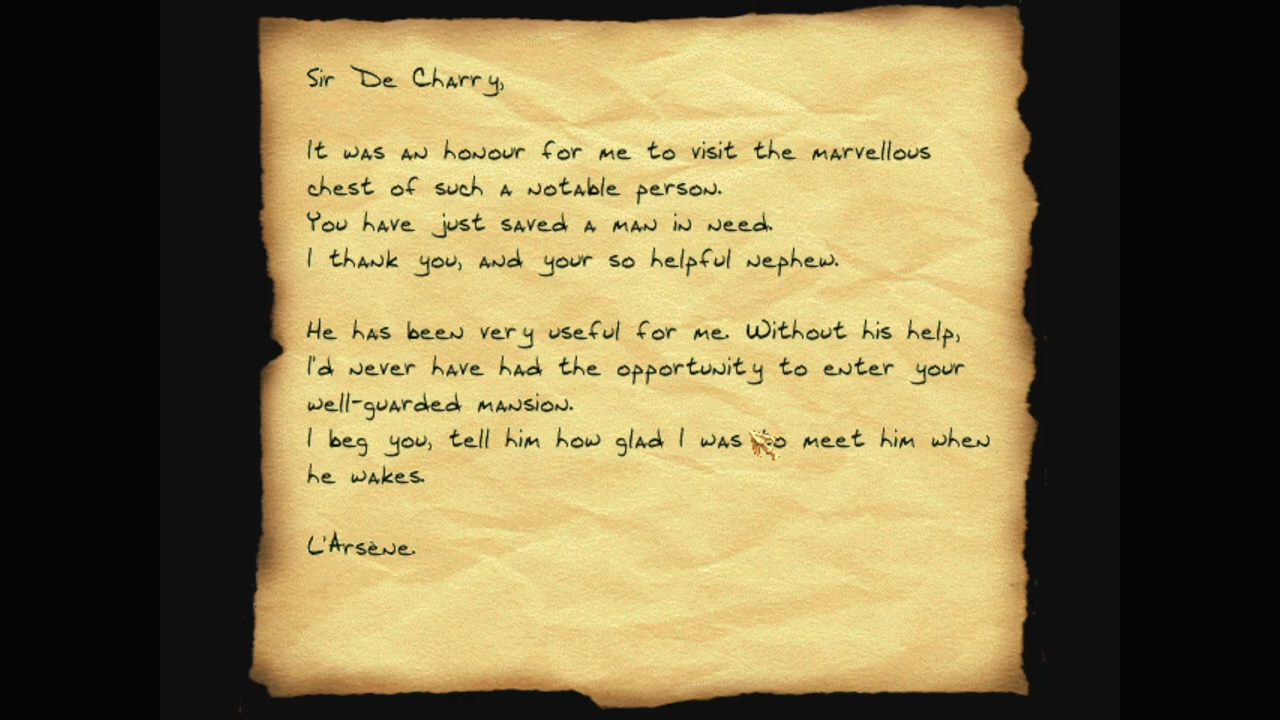 Sir De Charry,
It was an honour for me to visit the marvellous
chest of such a notable person.
You have just saved a man in need.
I thank you, and your so helpful nephew.
He has been very useful for me. Without his help,
I'd never have had the opportunity to enter your
well-guarded mansion.
I beg you, tell him how glad I was to meet him when
he wakes.
L'Arsène.